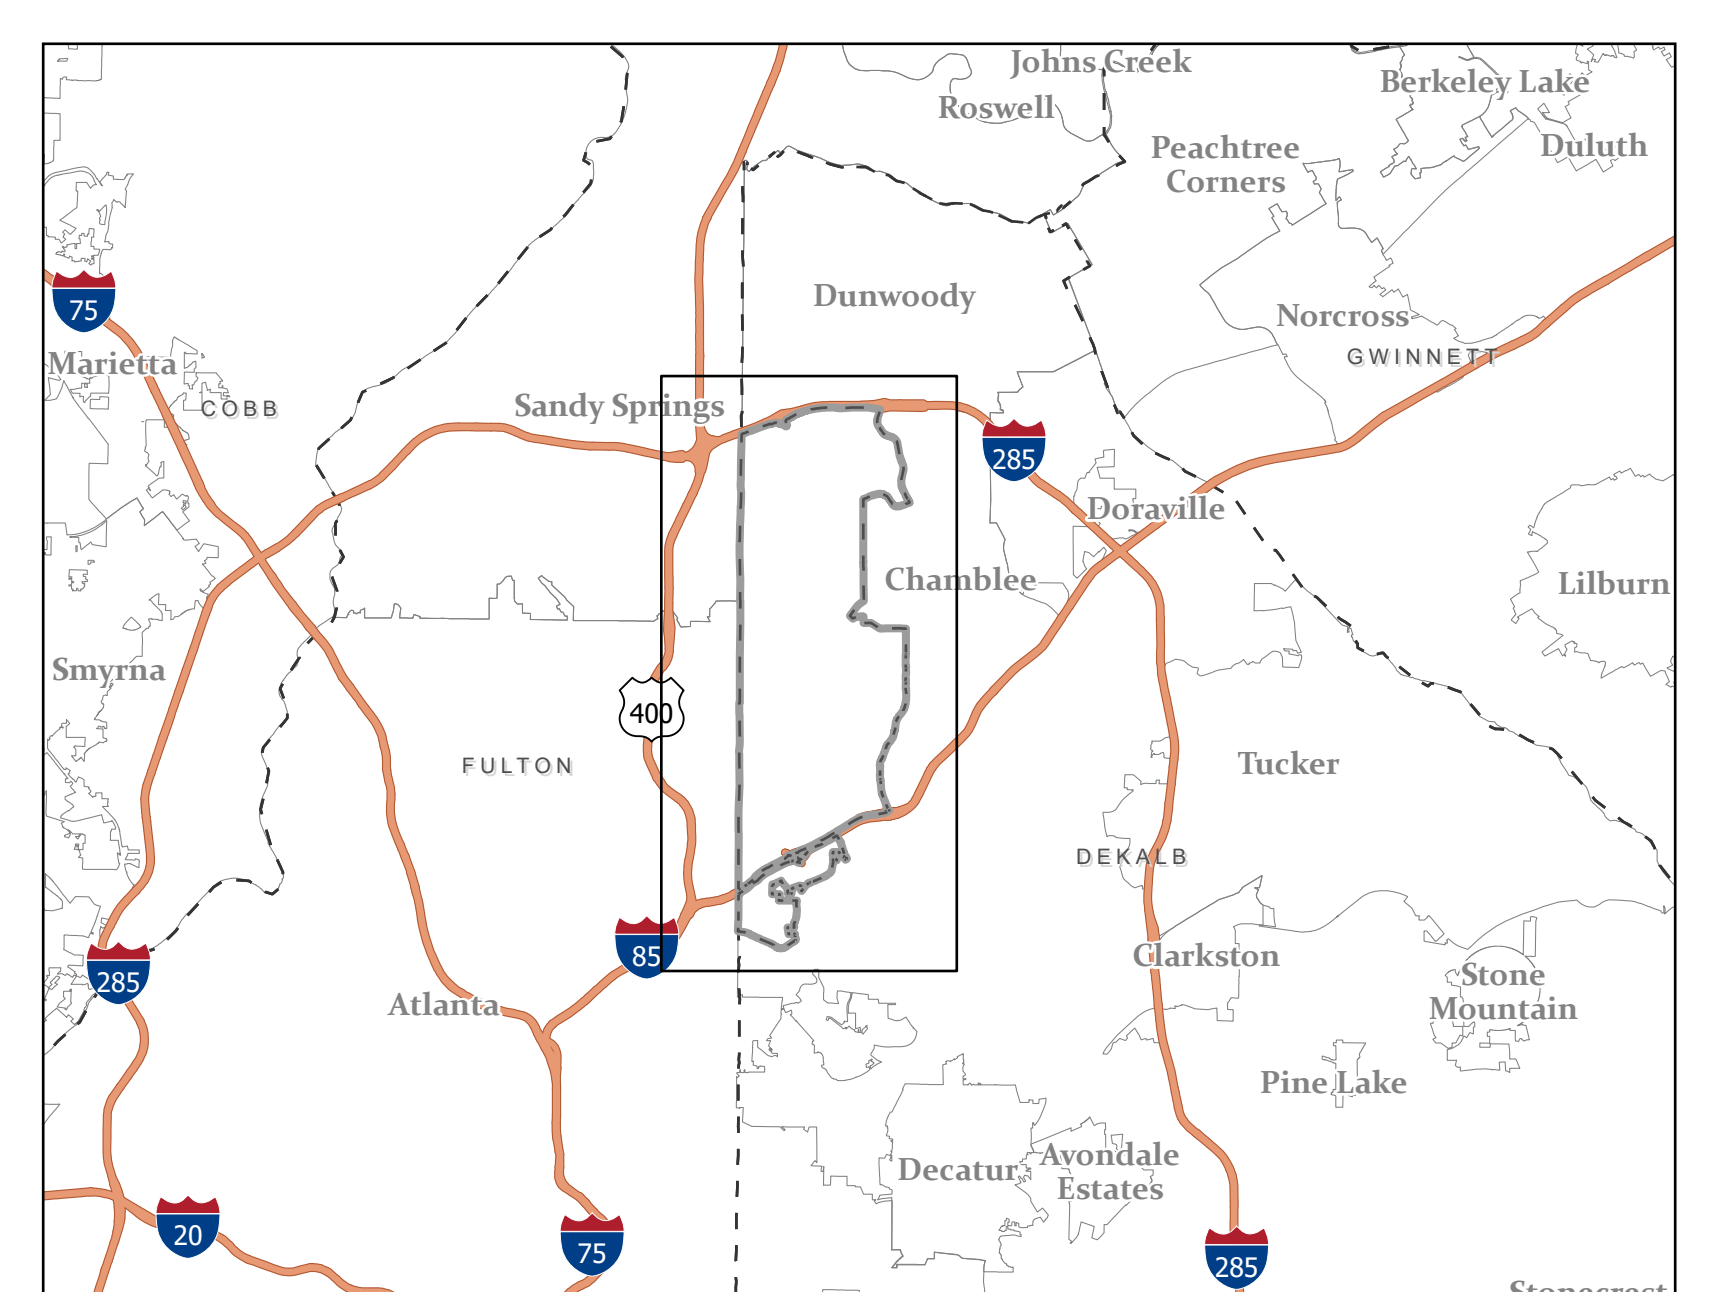 Johns Creek
Berkeley Lake
Roswell
Peachtree
Corners
Duluth
Dunwoody
75
Norcross
GWINNETT
Marietta
COBB
Sandy Springs
285
Doraville
Chamblee
Lilburn
Smyrna
400
FULTON
Tucker
DEKALB
85
285
Clarkston
Stone
Mountain
Atlanta
Pine Lake
Decatur
Avondale
Estates
20
75
285
Stonecrest